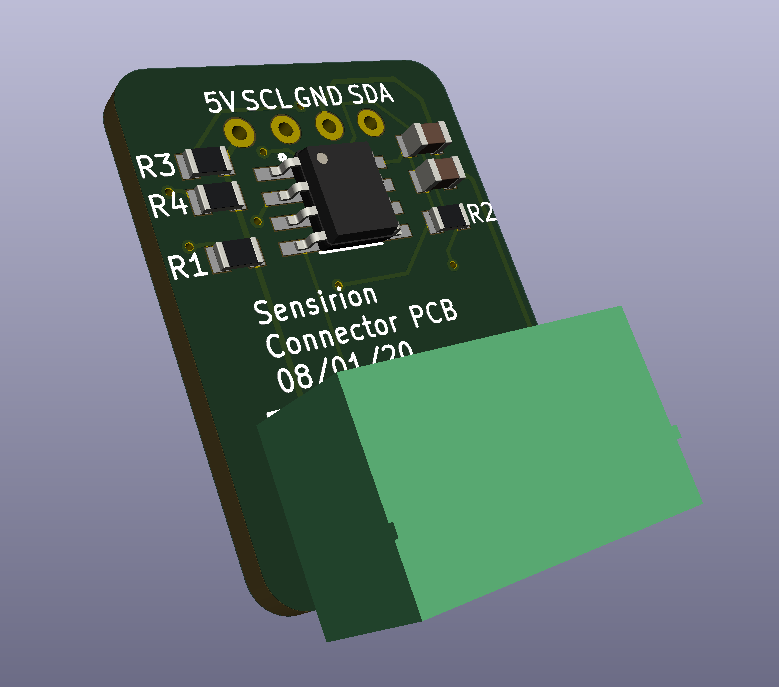 5V SCL GND SDA
R3
R4
R2
R1
Sensirion
Connector PCB
08/01/20